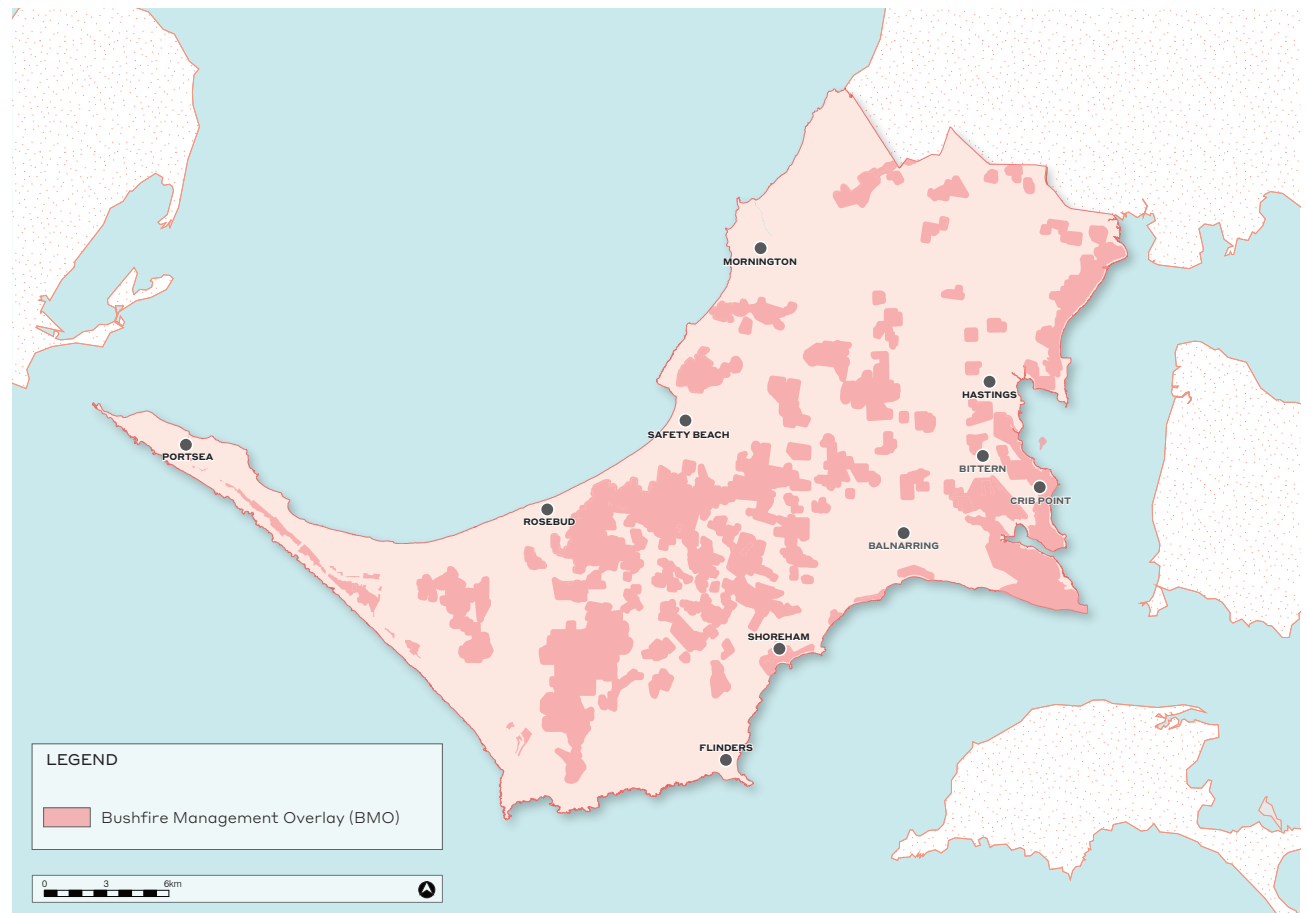 MORNINGTON
HASTINGS
SAFETY BEACH
PORTSEA
BITTERN
CRIB POINT
ROSEBUD
BALNARRING
SHOREHAM
FLINDERS
LEGEND
Bushfire Management Overlay (BMO)
0 3 6km